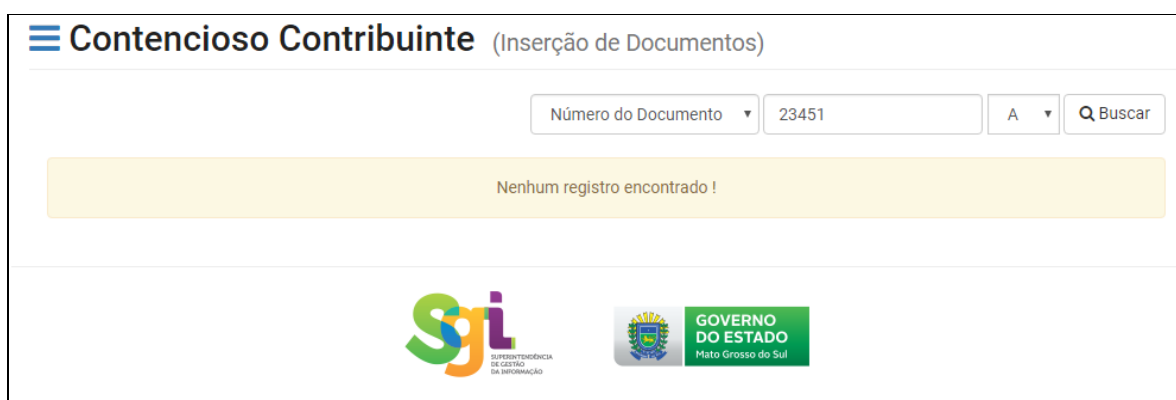 Contencioso Contribuinte (Inserção de Documentos)
Número do Documento 23451 A Buscar
Nenhum registro encontrado !
Sgi
SUPERINTENDÊNCIA
DE GESTÃO
DA INFORMAÇÃO
GOVERNO
DO ESTADO
Mato Grosso do Sul